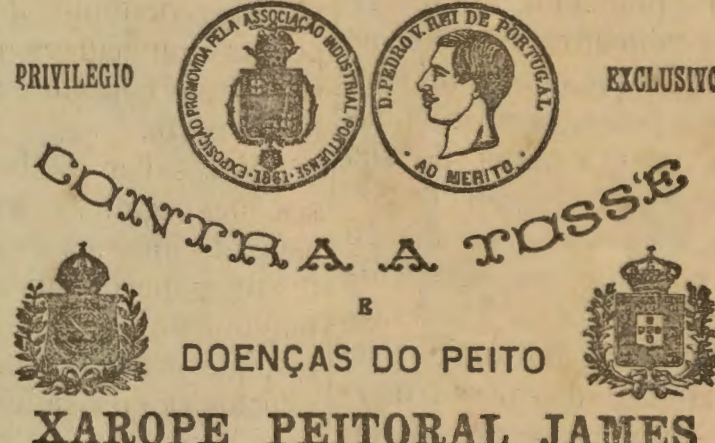 PRIVILEGIO
EXPOSIÇÃO PROMOVIDA PELA ASSOCIAÇÃO INDUSTRIAL PORTUENSE
·1861·
D. PEDRO V. REI DE PORTUGAL
· AO MERITO ·
EXCLUSIVO
CONTRA A TOSSE
E
DOENÇAS DO PEITO
XAROPE PEITORAL JAMES